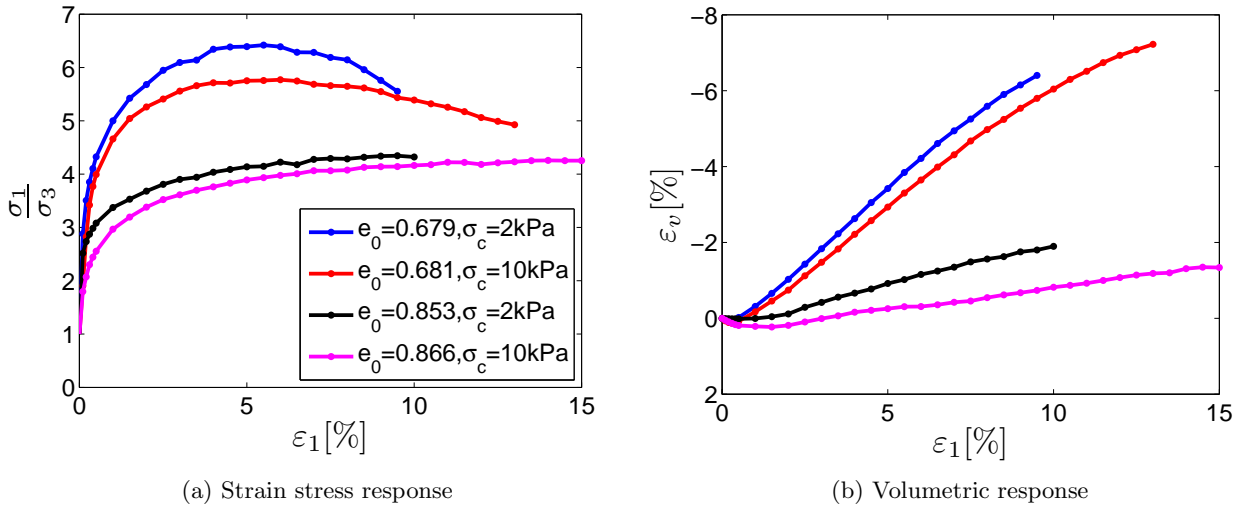 7
6
5
4
3
2
1
0
σ1/σ3
0 5 10 15
ε1[%]
e0=0.679,σc=2kPa
e0=0.681,σc=10kPa
e0=0.853,σc=2kPa
e0=0.866,σc=10kPa
(a) Strain stress response
-8
-6
-4
-2
0
2
εv[%]
0 5 10 15
ε1[%]
(b) Volumetric response